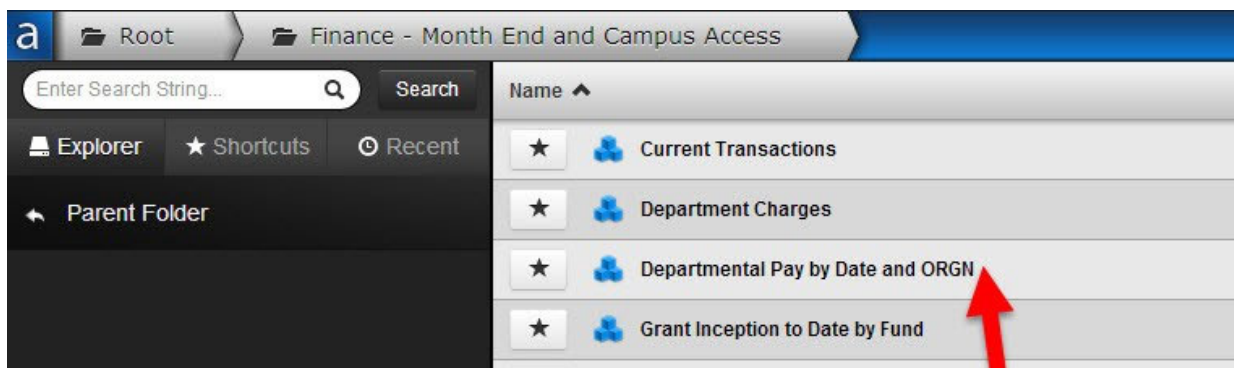 a Root Finance - Month End and Campus Access
Enter Search String... Search
Explorer Shortcuts Recent
Parent Folder
Name
Current Transactions
Department Charges
Departmental Pay by Date and ORGN
Grant Inception to Date by Fund